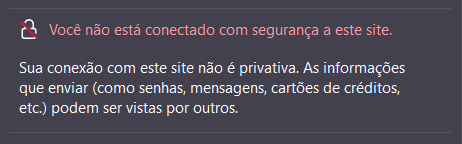 Você não está conectado com segurança a este site.
Sua conexão com este site não é privativa. As informações
que enviar (como senhas, mensagens, cartões de créditos,
etc.) podem ser vistas por outros.